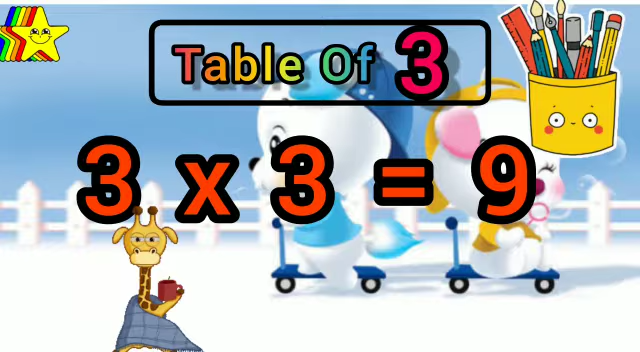 Table Of 3
3 x 3 = 9